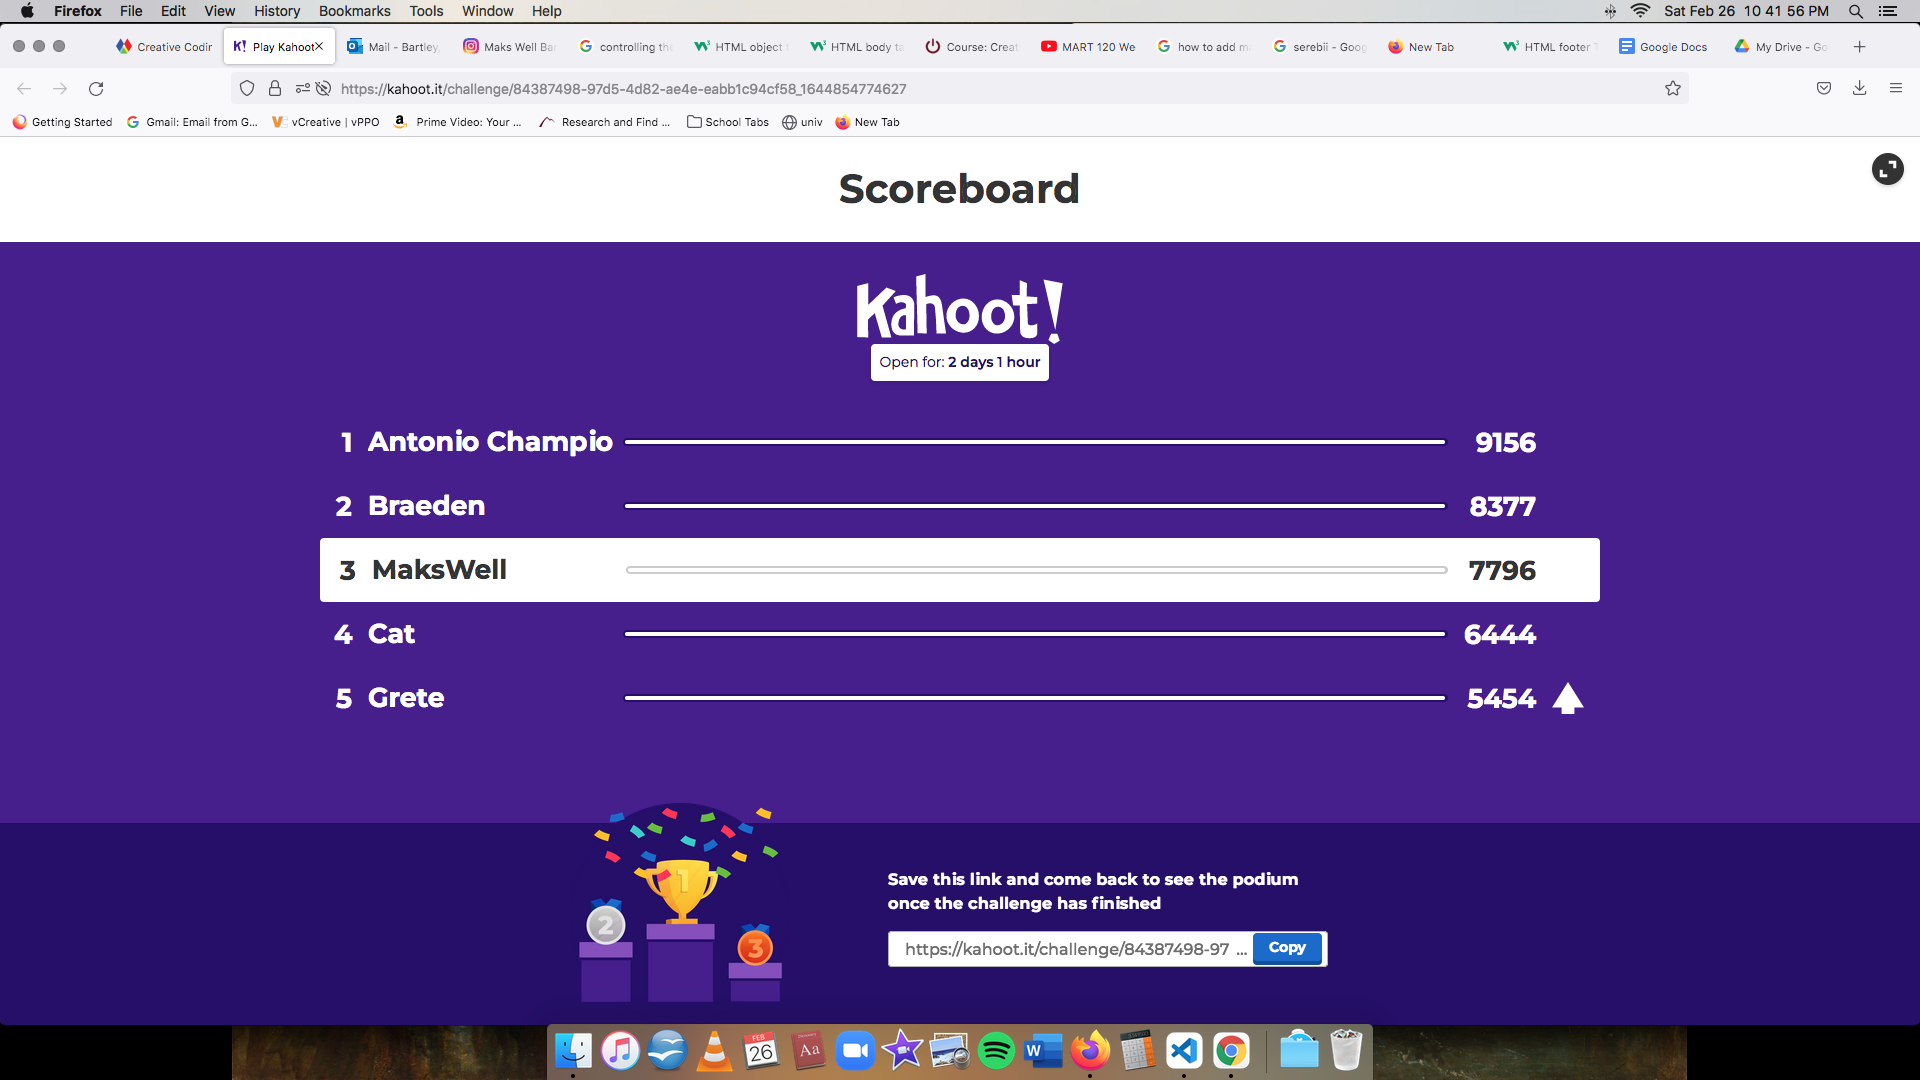 Firefox File Edit View History Bookmarks Tools Window Help Sat Feb 26 10 41 56 PM
Creative Codin K! Play Kahoot Mail - Bartley, Maks Well Ba controlling the HTML object HTML body ta Course: Creat MART 120 We how to add m serebii - Goog New Tab HTML footer Google Docs My Drive - Go
https://kahoot.it/challenge/84387498-97d5-4d82-ae4e-eabb1c94cf58_1644854774627
Getting Started Gmail: Email from G... vCreative | vPPO Prime Video: Your ... Research and Find ... School Tabs univ New Tab
Scoreboard
Kahoot!
Open for: 2 days 1 hour
1 Antonio Champio 9156
2 Braeden 8377
3 MaksWell 7796
4 Cat 6444
5 Grete 5454
1
2
3
Save this link and come back to see the podium
once the challenge has finished
https://kahoot.it/challenge/84387498-97 ... Copy
FEB
26
Aa
W